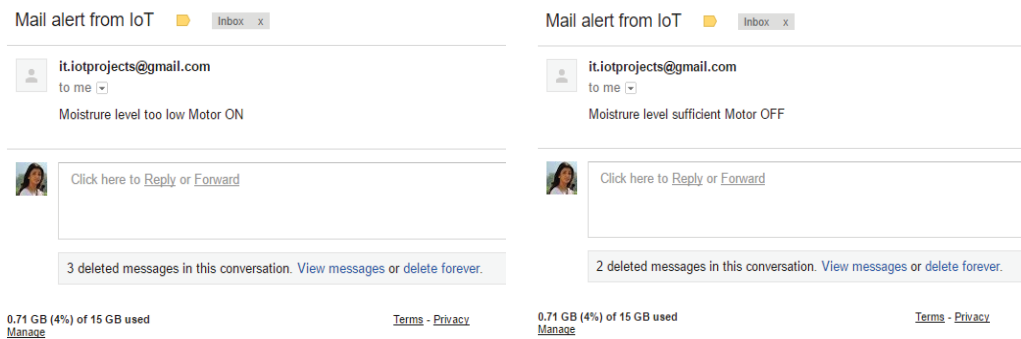 Mail alert from IoT Inbox x
it.iotprojects@gmail.com
to me
Moistrure level too low Motor ON
Click here to Reply or Forward
3 deleted messages in this conversation. View messages or delete forever.
0.71 GB (4%) of 15 GB used
Manage
Terms - Privacy
Mail alert from IoT Inbox x
it.iotprojects@gmail.com
to me
Moistrure level sufficient Motor OFF
Click here to Reply or Forward
2 deleted messages in this conversation. View messages or delete forever.
0.71 GB (4%) of 15 GB used
Manage
Terms - Privacy